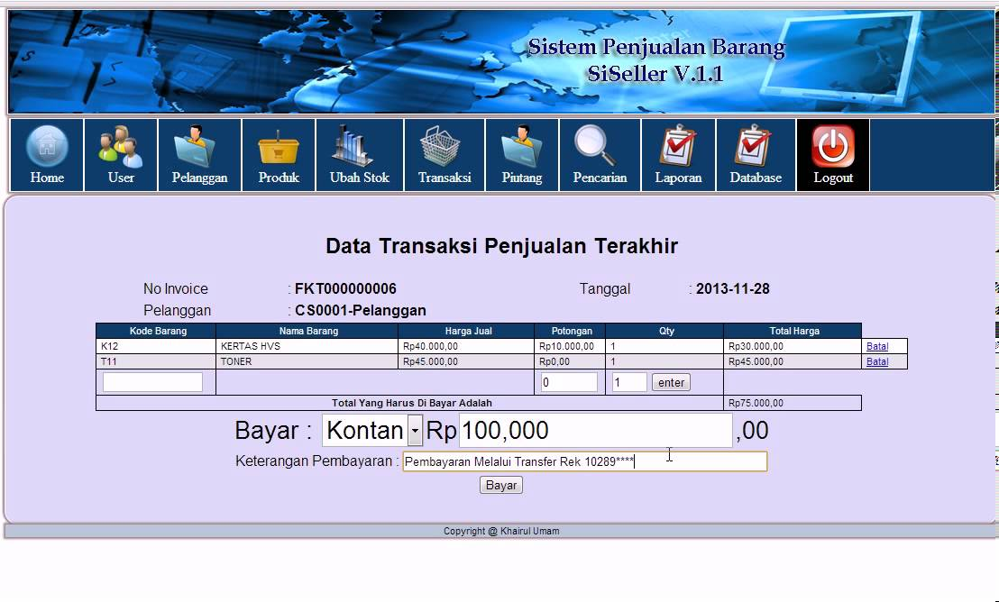 Sistem Penjualan Barang
SiSeller V.1.1
Home User Pelanggan Produk Ubah Stok Transaksi Piutang Pencarian Laporan Database Logout
Data Transaksi Penjualan Terakhir
No Invoice : FKT000000006 Tanggal : 2013-11-28
Pelanggan : CS0001-Pelanggan
Kode Barang Nama Barang Harga Jual Potongan Qty Total Harga
K12 KERTAS HVS Rp40.000,00 Rp10.000,00 1 Rp30.000,00 Batal
T11 TONER Rp45.000,00 Rp0,00 1 Rp45.000,00 Batal
0 1 enter
Total Yang Harus Di Bayar Adalah Rp75.000,00
Bayar : Kontan Rp 100,000 ,00
Keterangan Pembayaran : Pembayaran Melalui Transfer Rek 10289****
Bayar
Copyright @ Khairul Umam